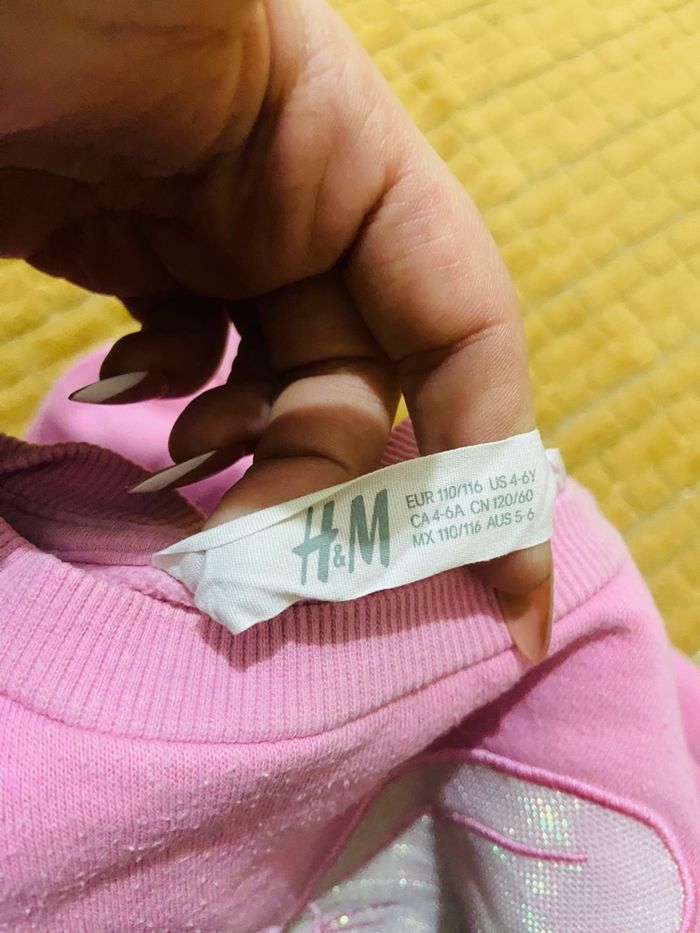 H&M
EUR 110/116 US 4-6Y
CA 4-6A CN 120/60
MX 110/116 AUS 5-6